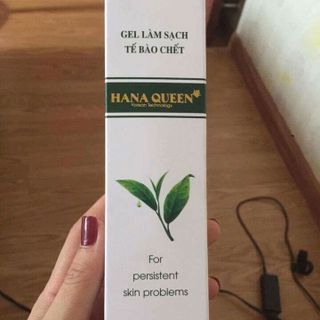 GEL LÀM SẠCH
TẾ BÀO CHẾT
HANA QUEEN
Korean Technology
For
persistent
skin problems